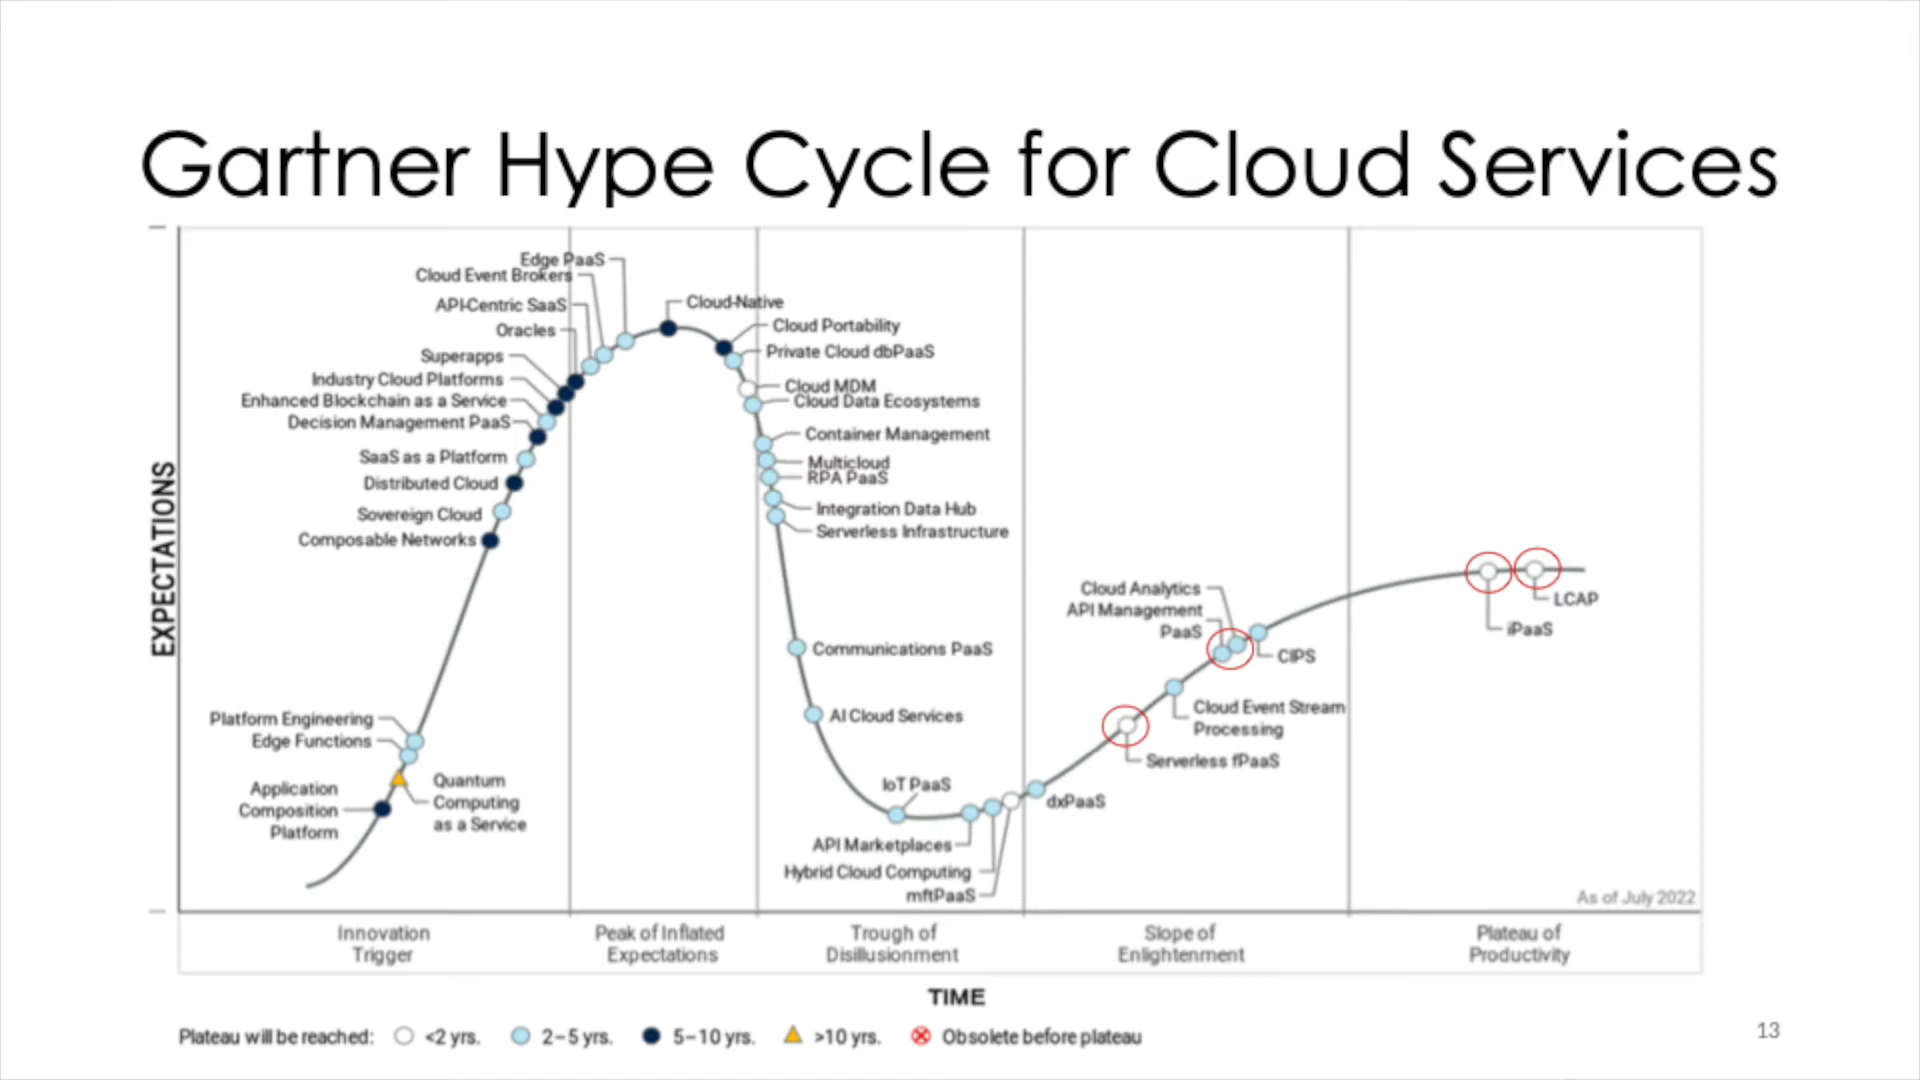 Gartner Hype Cycle for Cloud Services
EXPECTATIONS
Edge PaaS
Cloud Event Brokers
API-Centric SaaS
Oracles
Superapps
Industry Cloud Platforms
Enhanced Blockchain as a Service
Decision Management PaaS
SaaS as a Platform
Distributed Cloud
Sovereign Cloud
Composable Networks
Platform Engineering
Edge Functions
Application
Composition
Platform
Quantum
Computing
as a Service
Cloud-Native
Cloud Portability
Private Cloud dbPaaS
Cloud MDM
Cloud Data Ecosystems
Container Management
Multicloud
RPA PaaS
Integration Data Hub
Serverless Infrastructure
Communications PaaS
AI Cloud Services
IoT PaaS
API Marketplaces
Hybrid Cloud Computing
mftPaaS
dxPaaS
Cloud Analytics
API Management
PaaS
CIPS
Cloud Event Stream
Processing
Serverless fPaaS
LCAP
iPaaS
As of July 2022
Innovation
Trigger
Peak of Inflated
Expectations
Trough of
Disillusionment
Slope of
Enlightenment
Plateau of
Productivity
TIME
Plateau will be reached: <2 yrs. 2–5 yrs. 5–10 yrs. >10 yrs. Obsolete before plateau
13